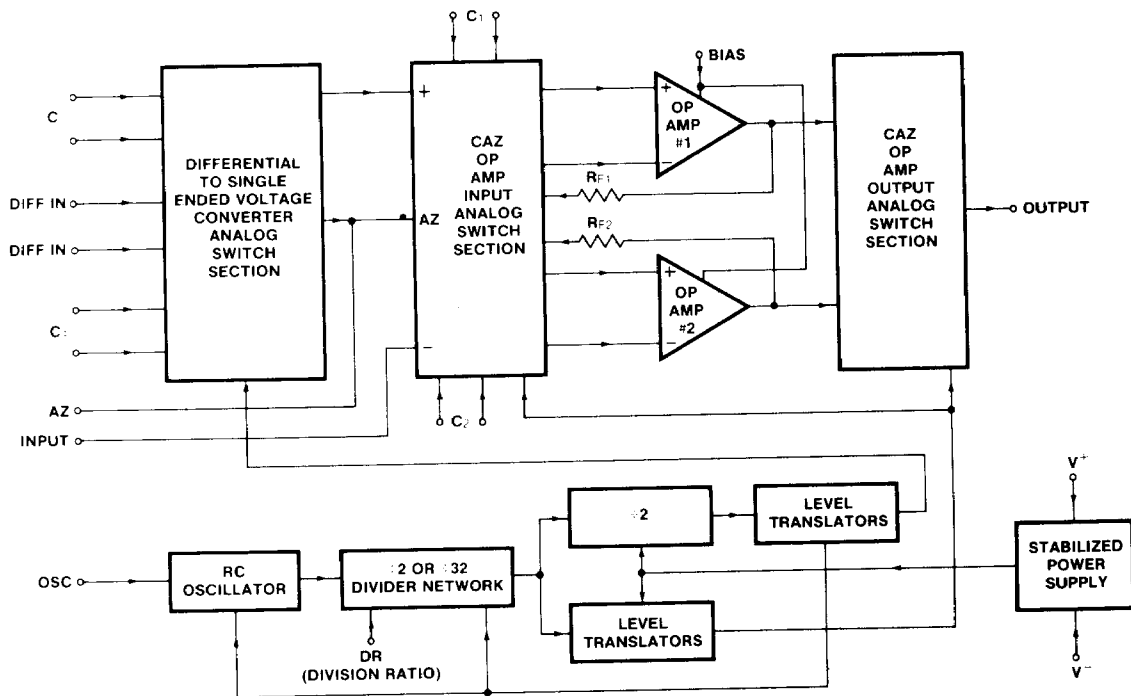 C₁
BIAS
C
DIFF IN
DIFF IN
AZ
INPUT
DIFFERENTIAL
TO SINGLE
ENDED VOLTAGE
CONVERTER
ANALOG
SWITCH
SECTION
+
AZ
−
CAZ
OP
AMP
INPUT
ANALOG
SWITCH
SECTION
C₂
+
OP
AMP
#1
−
RF1
RF2
+
OP
AMP
#2
−
CAZ
OP
AMP
OUTPUT
ANALOG
SWITCH
SECTION
OUTPUT
OSC
RC
OSCILLATOR
÷2 OR ÷32
DIVIDER NETWORK
DR
(DIVISION RATIO)
÷2
LEVEL
TRANSLATORS
LEVEL
TRANSLATORS
V+
STABILIZED
POWER
SUPPLY
V−